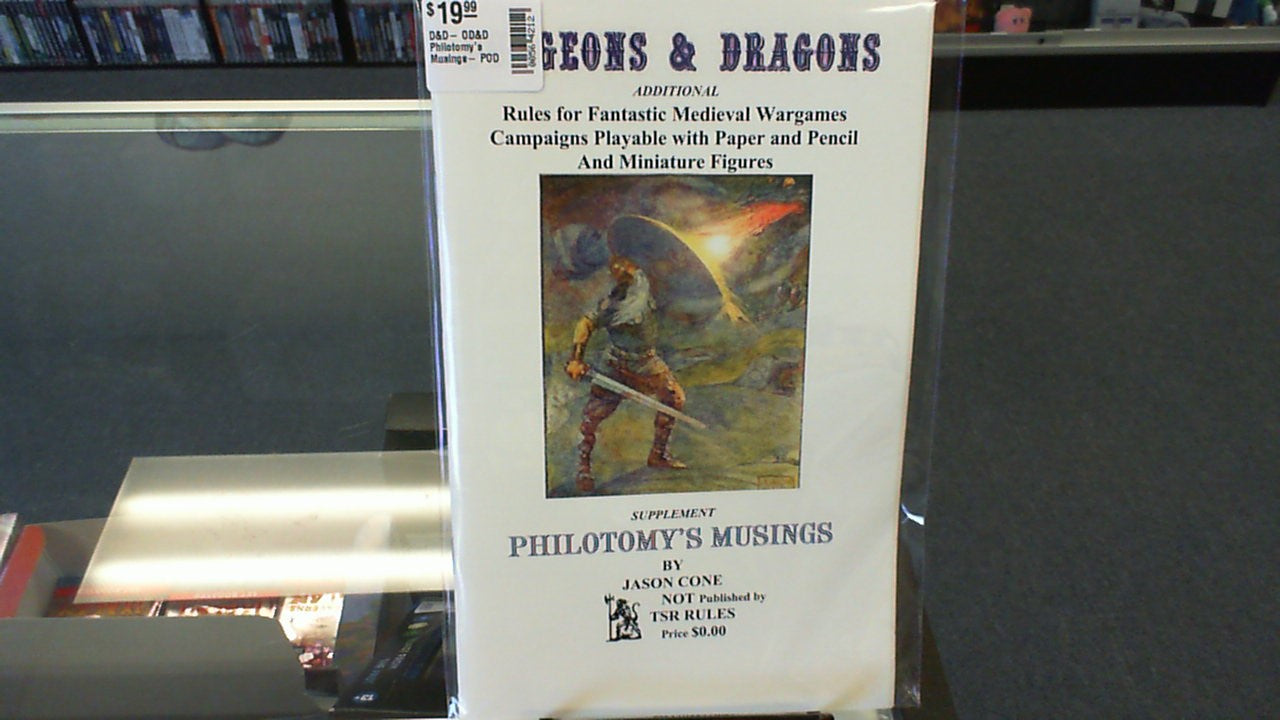 $19.99
D&D- OD&D
Philotomy's
Musings- POD
GEONS & DRAGONS
ADDITIONAL
Rules for Fantastic Medieval Wargames
Campaigns Playable with Paper and Pencil
And Miniature Figures
SUPPLEMENT
PHILOTOMY'S MUSINGS
BY
JASON CONE
NOT Published by
TSR RULES
Price $0.00